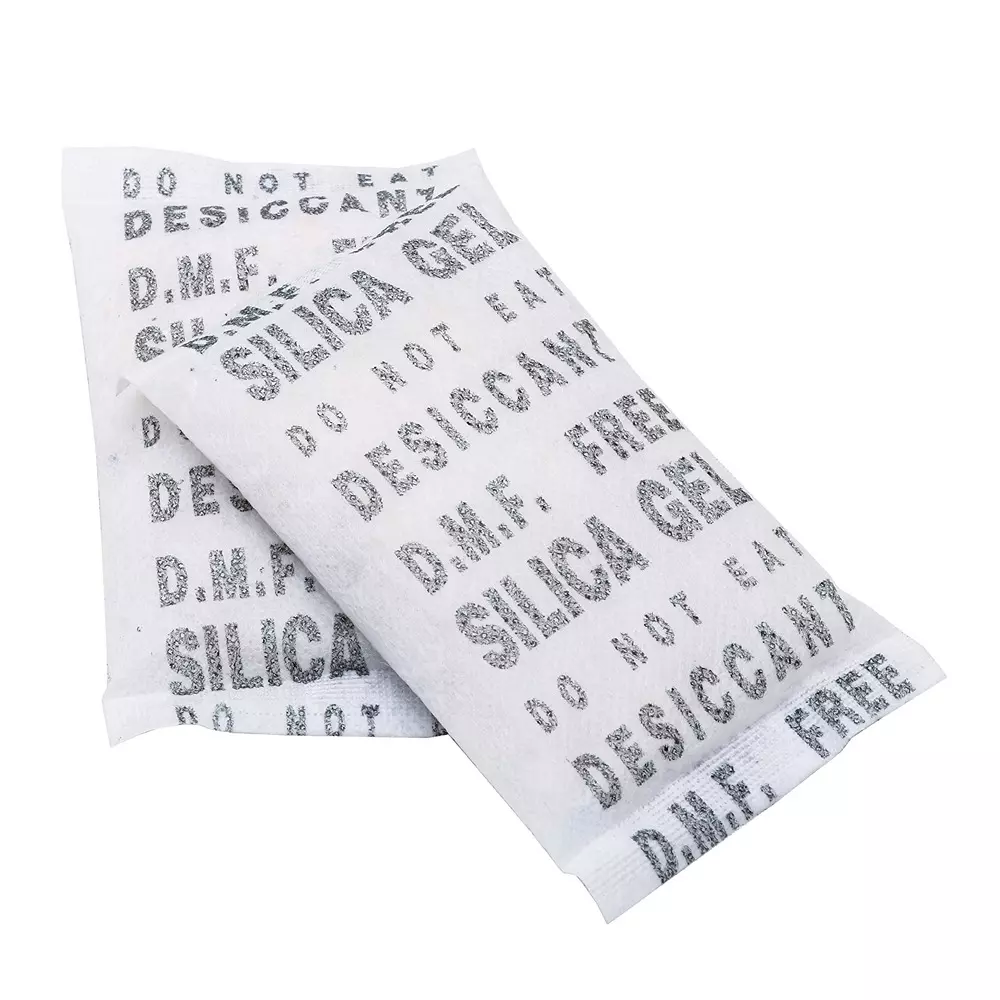 DO NOT EAT
DESICCANT
D.M.F.
SIL
DES
D.M.F.
SILICA
DO NOT
SILICA GEL
DO NOT EAT
DESICCANT
D.M.F. FREE
SILICA GEL
DO NOT EAT
DESICCANT
D.M.F. FREE